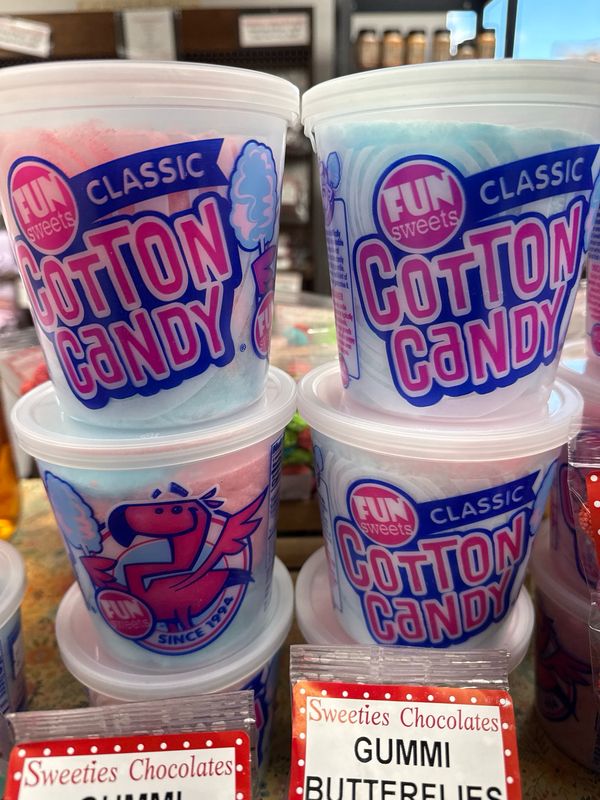 FUN
sweets
CLASSIC
COTTON
CANDY
FUN
sweets
CLASSIC
COTTON
CANDY
FUN
sweets
SINCE 1994
FUN
sweets
CLASSIC
COTTON
CANDY
Sweeties Chocolates
GUMMI
Sweeties Chocolates
GUMMI
BUTTERFLIES